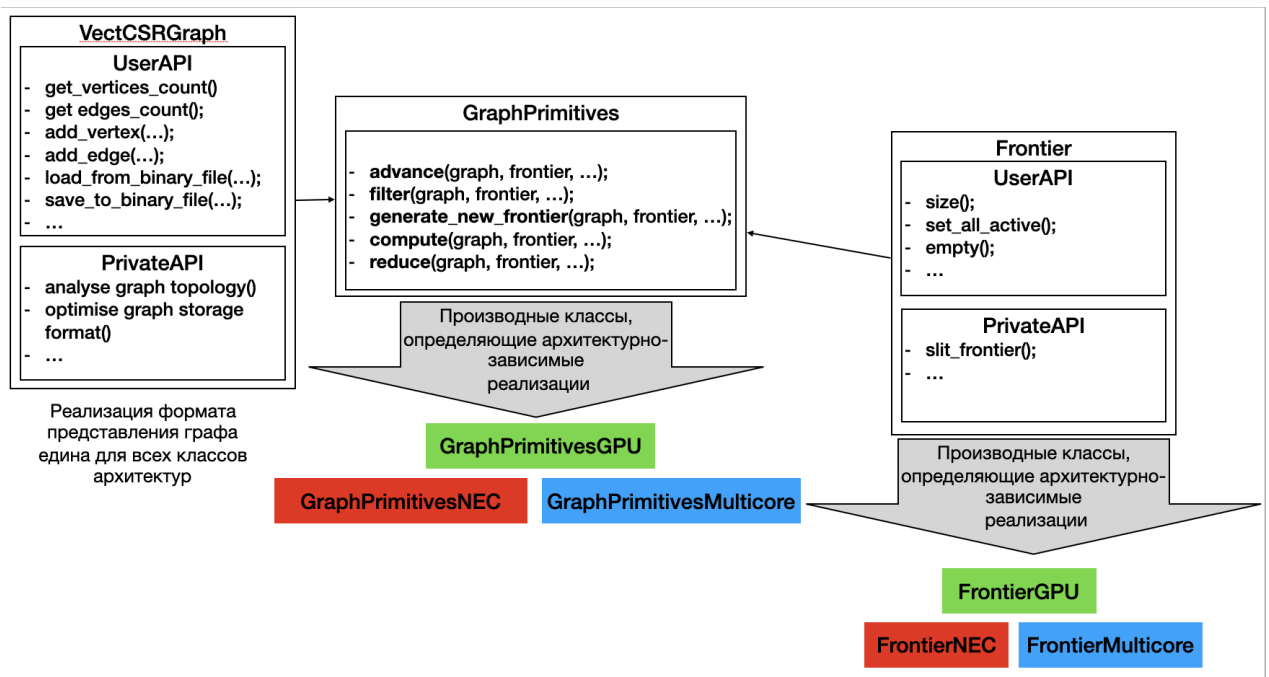 VectCSRGraph
UserAPI
- get_vertices_count()
- get edges_count();
- add_vertex(...);
- add_edge(...);
- load_from_binary_file(...);
- save_to_binary_file(...);
- ...
PrivateAPI
- analyse graph topology()
- optimise graph storage
format()
- ...
Реализация формата
представления графа
едина для всех классов
архитектур
GraphPrimitives
- advance(graph, frontier, ...);
- filter(graph, frontier, ...);
- generate_new_frontier(graph, frontier, ...);
- compute(graph, frontier, ...);
- reduce(graph, frontier, ...);
Производные классы,
определяющие архитектурно-
зависимые
реализации
GraphPrimitivesGPU
GraphPrimitivesNEC
GraphPrimitivesMulticore
Frontier
UserAPI
- size();
- set_all_active();
- empty();
- ...
PrivateAPI
- slit_frontier();
- ...
Производные классы,
определяющие архитектурно-
зависимые
реализации
FrontierGPU
FrontierNEC
FrontierMulticore